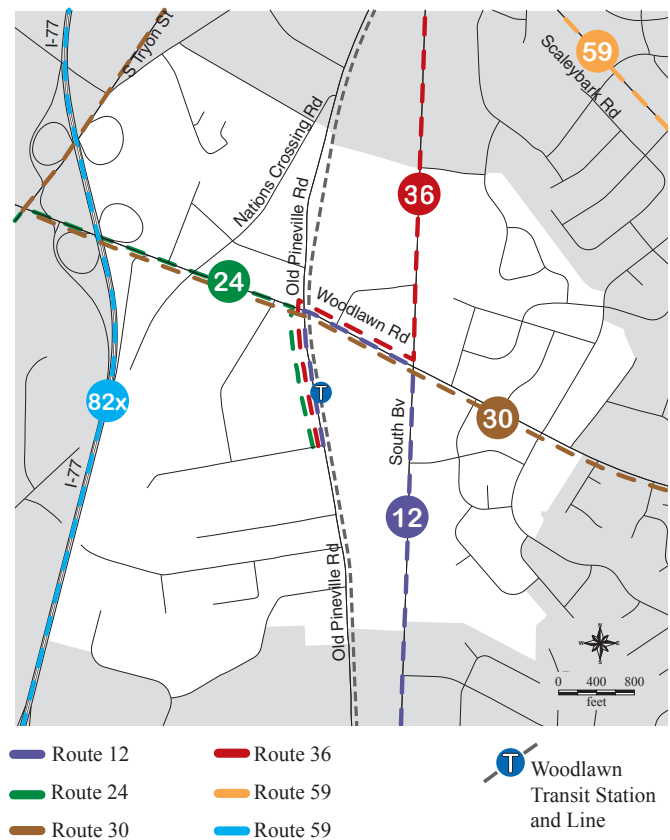 I-77
S Tryon St
59
Scaleybark Rd
Nations Crossing Rd
36
Old Pineville Rd
24
Woodlawn Rd
T
82x
30
South Bv
I-77
12
Old Pineville Rd
N
W E
S
0 400 800
feet
Route 12
Route 36
T
Woodlawn
Transit Station
and Line
Route 24
Route 59
Route 30
Route 59